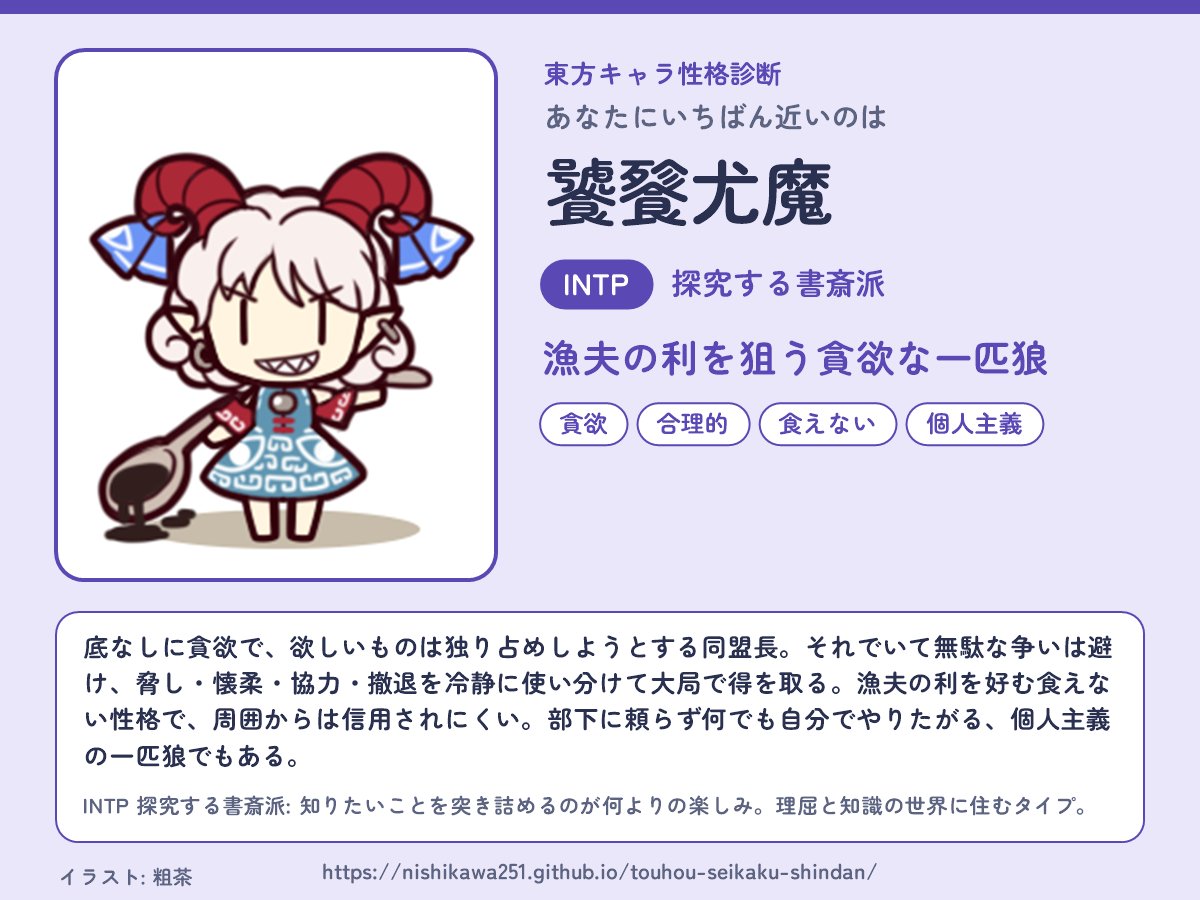 東方キャラ性格診断
あなたにいちばん近いのは
饕餮尤魔
INTP 探究する書斎派
漁夫の利を狙う貪欲な一匹狼
貪欲 合理的 食えない 個人主義
底なしに貪欲で、欲しいものは独り占めしようとする同盟長。それでいて無駄な争いは避
け、脅し・懐柔・協力・撤退を冷静に使い分けて大局で得を取る。漁夫の利を好む食えな
い性格で、周囲からは信用されにくい。部下に頼らず何でも自分でやりたがる、個人主義
の一匹狼でもある。
INTP 探究する書斎派: 知りたいことを突き詰めるのが何よりの楽しみ。理屈と知識の世界に住むタイプ。
イラスト: 粗茶
https://nishikawa251.github.io/touhou-seikaku-shindan/